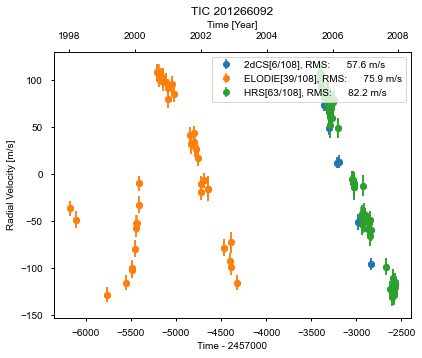 TIC 201266092
Time [Year]
1998 2000 2002 2004 2006 2008
2dCS[6/108], RMS: 57.6 m/s
ELODIE[39/108], RMS: 75.9 m/s
HRS[63/108], RMS: 82.2 m/s
Radial Velocity [m/s]
100
50
0
−50
−100
−150
−6000 −5500 −5000 −4500 −4000 −3500 −3000 −2500
Time - 2457000